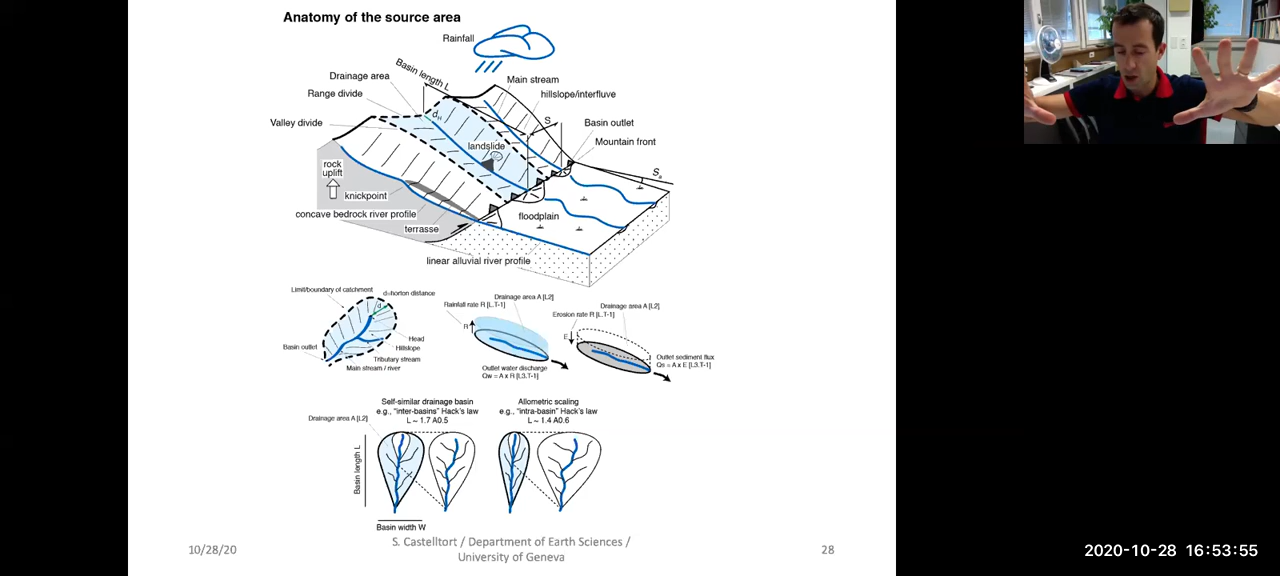 Anatomy of the source area
Rainfall
Basin length L
Drainage area
Main stream
Range divide
hillslope/interfluve
dH
S
Valley divide
Basin outlet
Mountain front
landslide
rock
uplift
Sa
knickpoint
concave bedrock river profile
floodplain
terrasse
linear alluvial river profile
Limit/boundary of catchment
d=horton distance
d
Head
Hillslope
Basin outlet
Tributary stream
Main stream / river
Drainage area A [L2]
Rainfall rate R [L.T-1]
R
Outlet water discharge
Qw = A x R [L3.T-1]
Drainage area A [L2]
Erosion rate R [L.T-1]
E
Outlet sediment flux
Qs = A x E [L3.T-1]
Self-similar drainage basin
e.g., "inter-basins" Hack's law
L ~ 1.7 A0.5
Allometric scaling
e.g., "intra-basin" Hack's law
L ~ 1.4 A0.6
Drainage area A [L2]
Basin length L
Basin width W
10/28/20
S. Castelltort / Department of Earth Sciences /
University of Geneva
28
2020-10-28 16:53:55